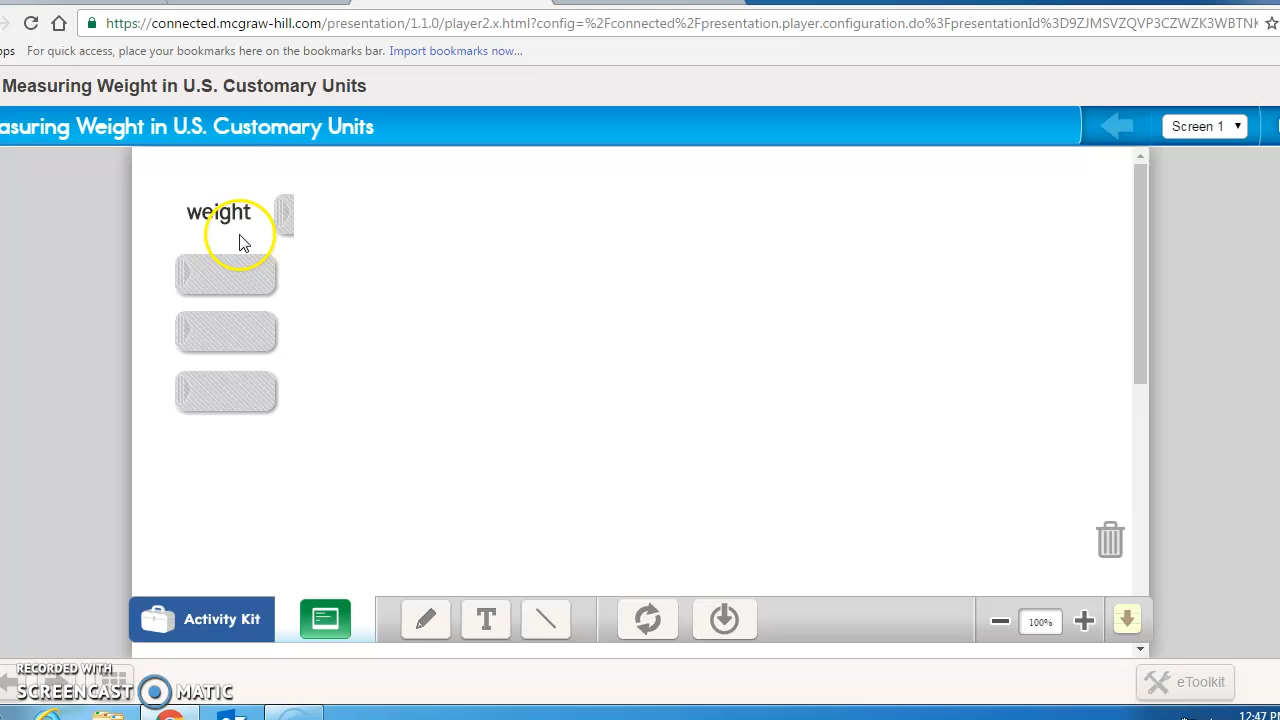 https://connected.mcgraw-hill.com/presentation/1.1.0/player2.x.html?config=%2Fconnected%2Fpresentation.player.configuration.do%3FpresentationId%3D9ZJMSVZQVP3CZWZK3WBTNK
For quick access, place your bookmarks here on the bookmarks bar. Import bookmarks now...
Measuring Weight in U.S. Customary Units
asuring Weight in U.S. Customary Units
Screen 1
weight
Activity Kit
T
100%
RECORDED WITH
SCREENCAST MATIC
eToolkit
12:47 PM